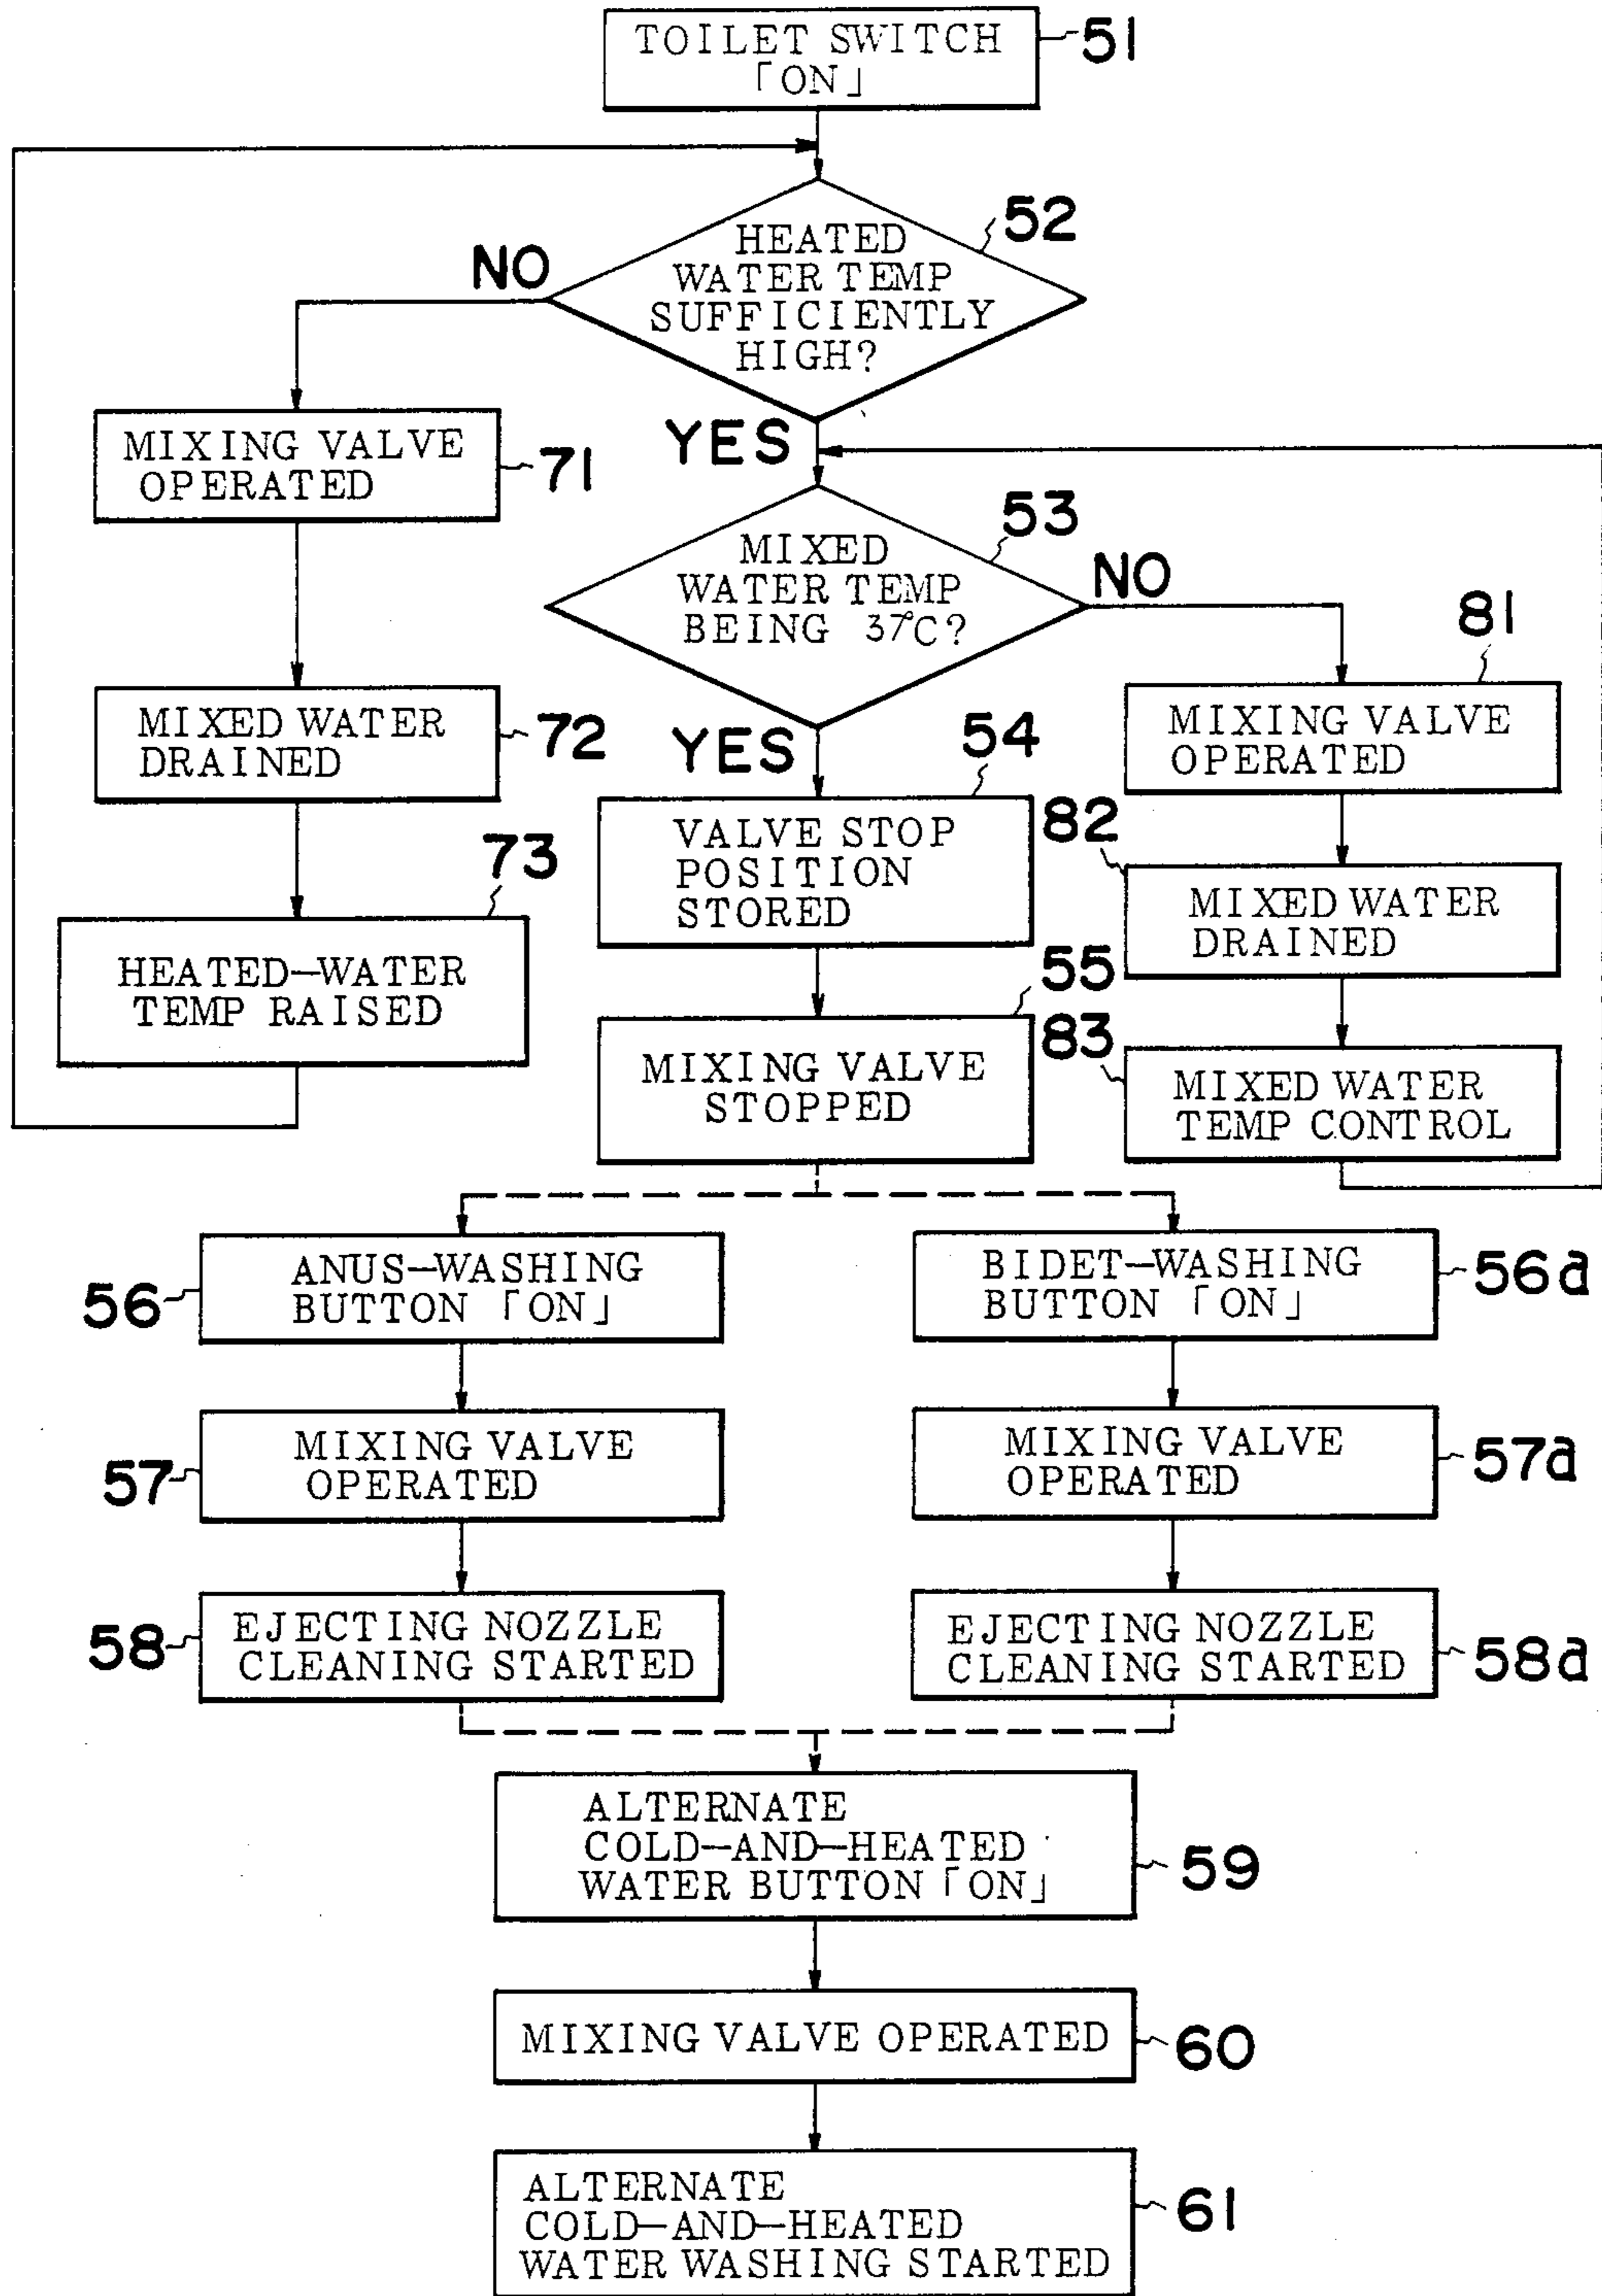 TOILET SWITCH
「ON」
51
HEATED
WATER TEMP
SUFFICIENTLY
HIGH?
52
NO
YES
MIXING VALVE
OPERATED
71
MIXED WATER
DRAINED
72
HEATED-WATER
TEMP RAISED
73
MIXED
WATER TEMP
BEING 37°C?
53
NO
YES
VALVE STOP
POSITION
STORED
54
MIXING VALVE
STOPPED
55
MIXING VALVE
OPERATED
81
MIXED WATER
DRAINED
82
MIXED WATER
TEMP CONTROL
83
ANUS-WASHING
BUTTON「ON」
56
BIDET-WASHING
BUTTON「ON」
56a
MIXING VALVE
OPERATED
57
MIXING VALVE
OPERATED
57a
EJECTING NOZZLE
CLEANING STARTED
58
EJECTING NOZZLE
CLEANING STARTED
58a
ALTERNATE
COLD-AND-HEATED
WATER BUTTON「ON」
59
MIXING VALVE OPERATED
60
ALTERNATE
COLD-AND-HEATED
WATER WASHING STARTED
61